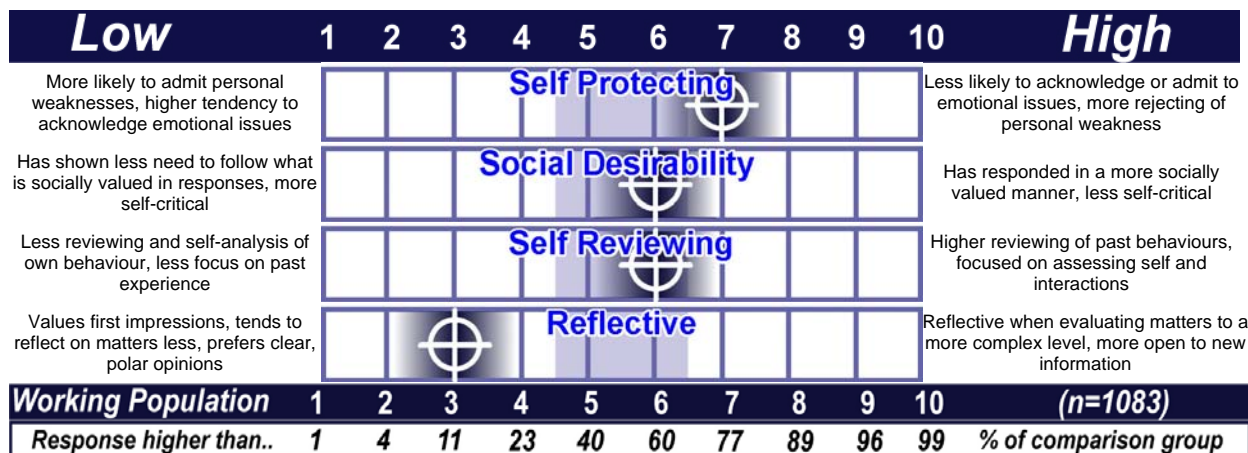 Low 1 2 3 4 5 6 7 8 9 10 High
More likely to admit personal
weaknesses, higher tendency to
acknowledge emotional issues
Self Protecting
Less likely to acknowledge or admit to
emotional issues, more rejecting of
personal weakness
Has shown less need to follow what
is socially valued in responses, more
self-critical
Social Desirability
Has responded in a more socially
valued manner, less self-critical
Less reviewing and self-analysis of
own behaviour, less focus on past
experience
Self Reviewing
Higher reviewing of past behaviours,
focused on assessing self and
interactions
Values first impressions, tends to
reflect on matters less, prefers clear,
polar opinions
Reflective
Reflective when evaluating matters to a
more complex level, more open to new
information
Working Population 1 2 3 4 5 6 7 8 9 10 (n=1083)
Response higher than.. 1 4 11 23 40 60 77 89 96 99 % of comparison group